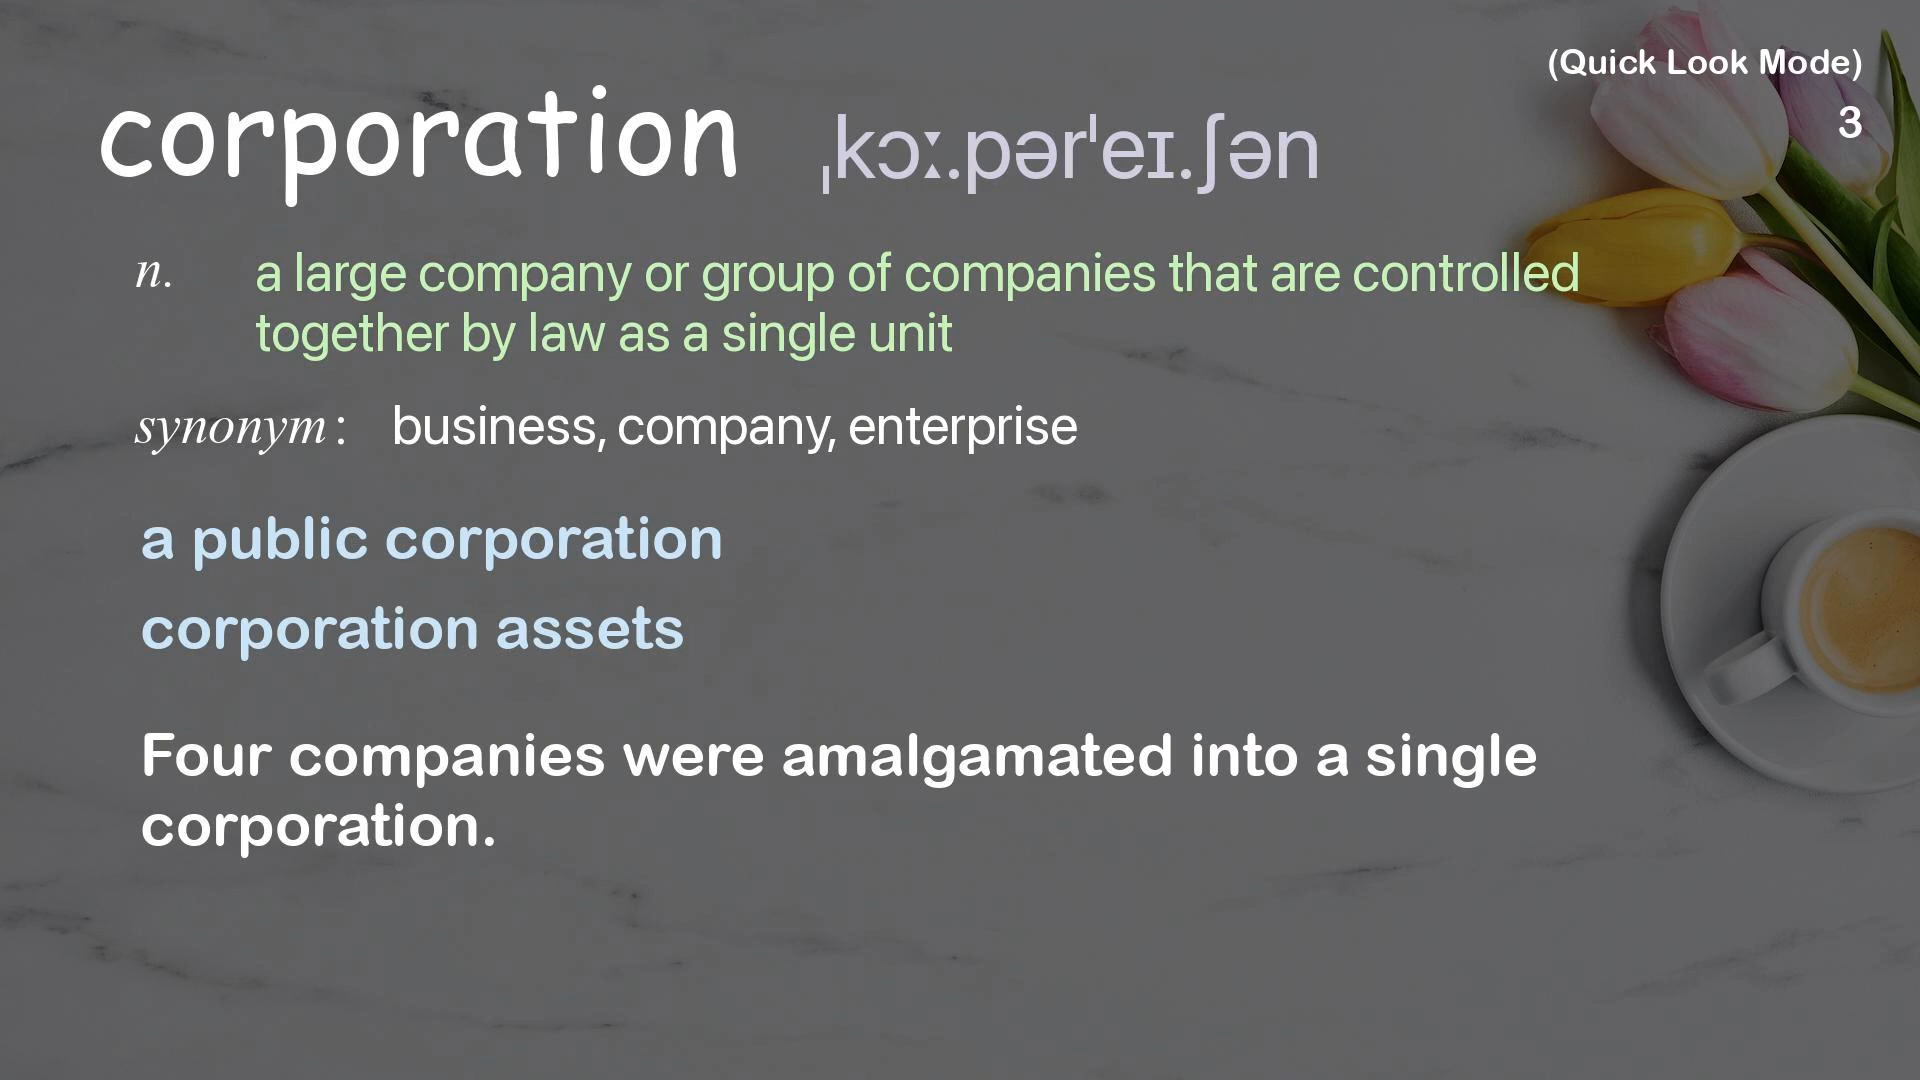 (Quick Look Mode)
3
corporation ˌkɔː.pərˈeɪ.ʃən
n. a large company or group of companies that are controlled
together by law as a single unit
synonym: business, company, enterprise
a public corporation
corporation assets
Four companies were amalgamated into a single
corporation.